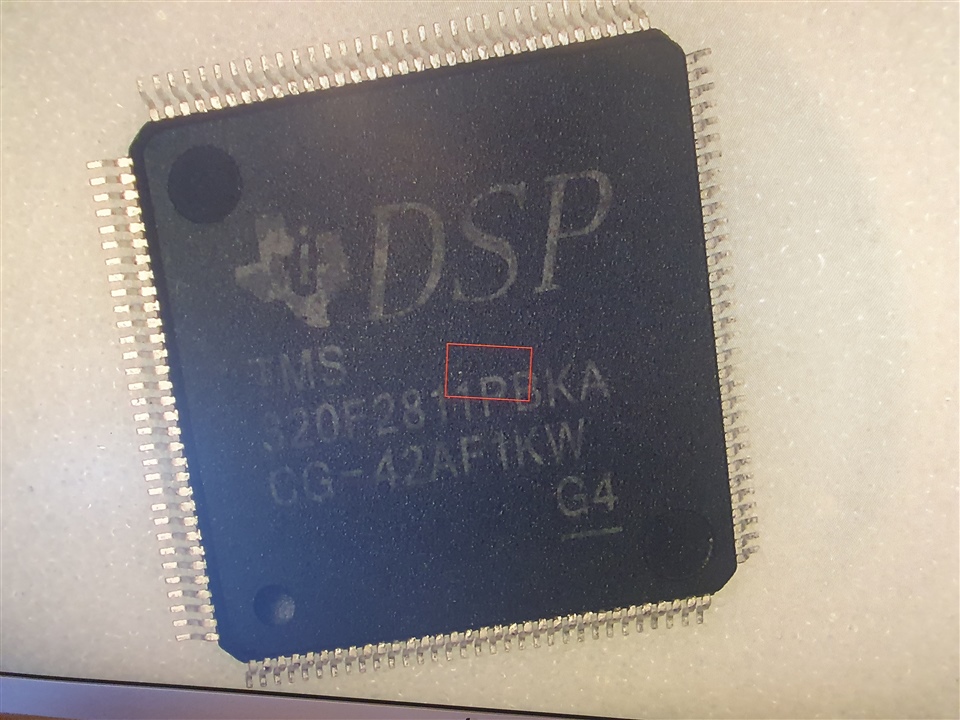 DSP
TMS
320F2811PBKA
CG-42AF1KW
G4